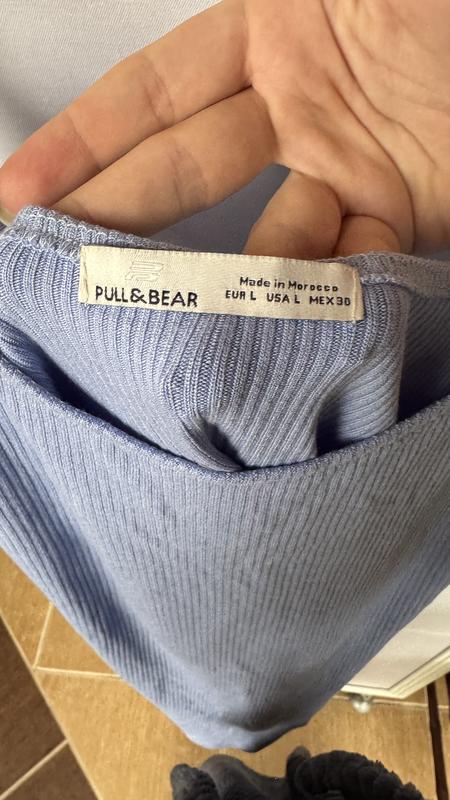 PULL&BEAR
Made in Morocco
EUR L USA L MEX 30